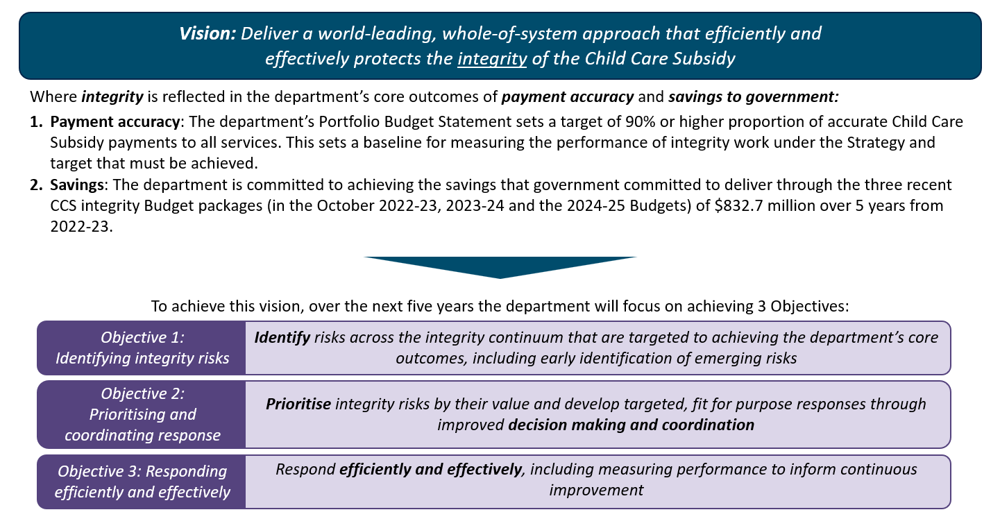 Vision: Deliver a world-leading, whole-of-system approach that efficiently and
effectively protects the integrity of the Child Care Subsidy
Where integrity is reflected in the department’s core outcomes of payment accuracy and savings to government:
1. Payment accuracy: The department’s Portfolio Budget Statement sets a target of 90% or higher proportion of accurate Child Care
Subsidy payments to all services. This sets a baseline for measuring the performance of integrity work under the Strategy and
target that must be achieved.
2. Savings: The department is committed to achieving the savings that government committed to deliver through the three recent
CCS integrity Budget packages (in the October 2022-23, 2023-24 and the 2024-25 Budgets) of $832.7 million over 5 years from
2022-23.
To achieve this vision, over the next five years the department will focus on achieving 3 Objectives:
Objective 1:
Identifying integrity risks
Identify risks across the integrity continuum that are targeted to achieving the department’s core
outcomes, including early identification of emerging risks
Objective 2:
Prioritising and
coordinating response
Prioritise integrity risks by their value and develop targeted, fit for purpose responses through
improved decision making and coordination
Objective 3: Responding
efficiently and effectively
Respond efficiently and effectively, including measuring performance to inform continuous
improvement